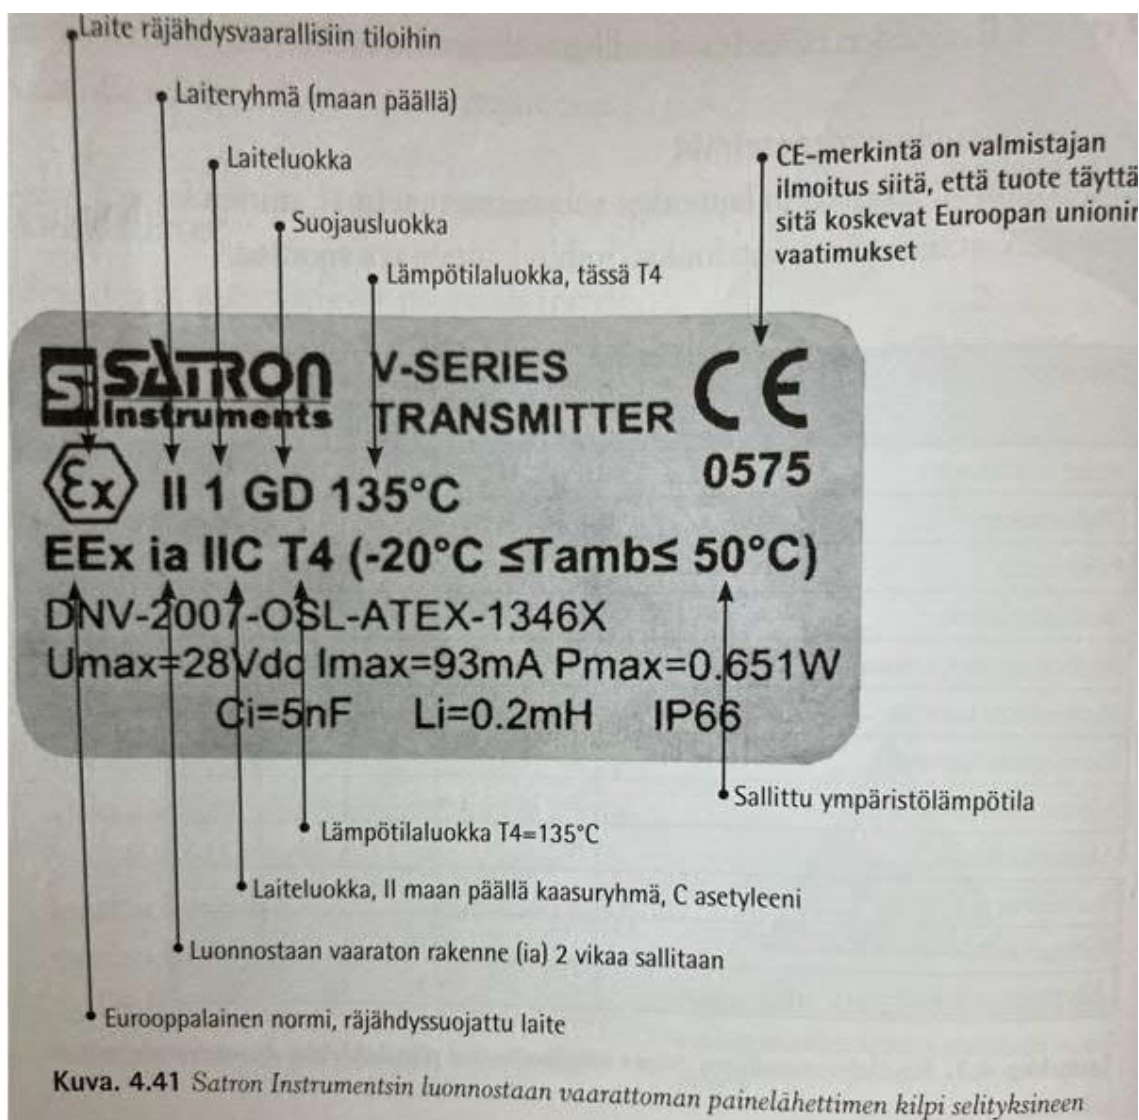 Laite räjähdysvaarallisiin tiloihin
Laiteryhmä (maan päällä)
Laiteluokka
Suojausluokka
Lämpötilaluokka, tässä T4
CE-merkintä on valmistajan
ilmoitus siitä, että tuote täyttä
sitä koskevat Euroopan unionin
vaatimukset
SATRON
Instruments
V-SERIES
TRANSMITTER
CE
0575
Ex II 1 GD 135°C
EEx ia IIC T4 (-20°C ≤Tamb≤ 50°C)
DNV-2007-OSL-ATEX-1346X
Umax=28Vdc Imax=93mA Pmax=0.651W
Ci=5nF Li=0.2mH IP66
Sallittu ympäristölämpötila
Lämpötilaluokka T4=135°C
Laiteluokka, II maan päällä kaasuryhmä, C asetyleeni
Luonnostaan vaaraton rakenne (ia) 2 vikaa sallitaan
Eurooppalainen normi, räjähdyssuojattu laite
Kuva. 4.41 Satron Instrumentsin luonnostaan vaarattoman painelähettimen kilpi selityksineen